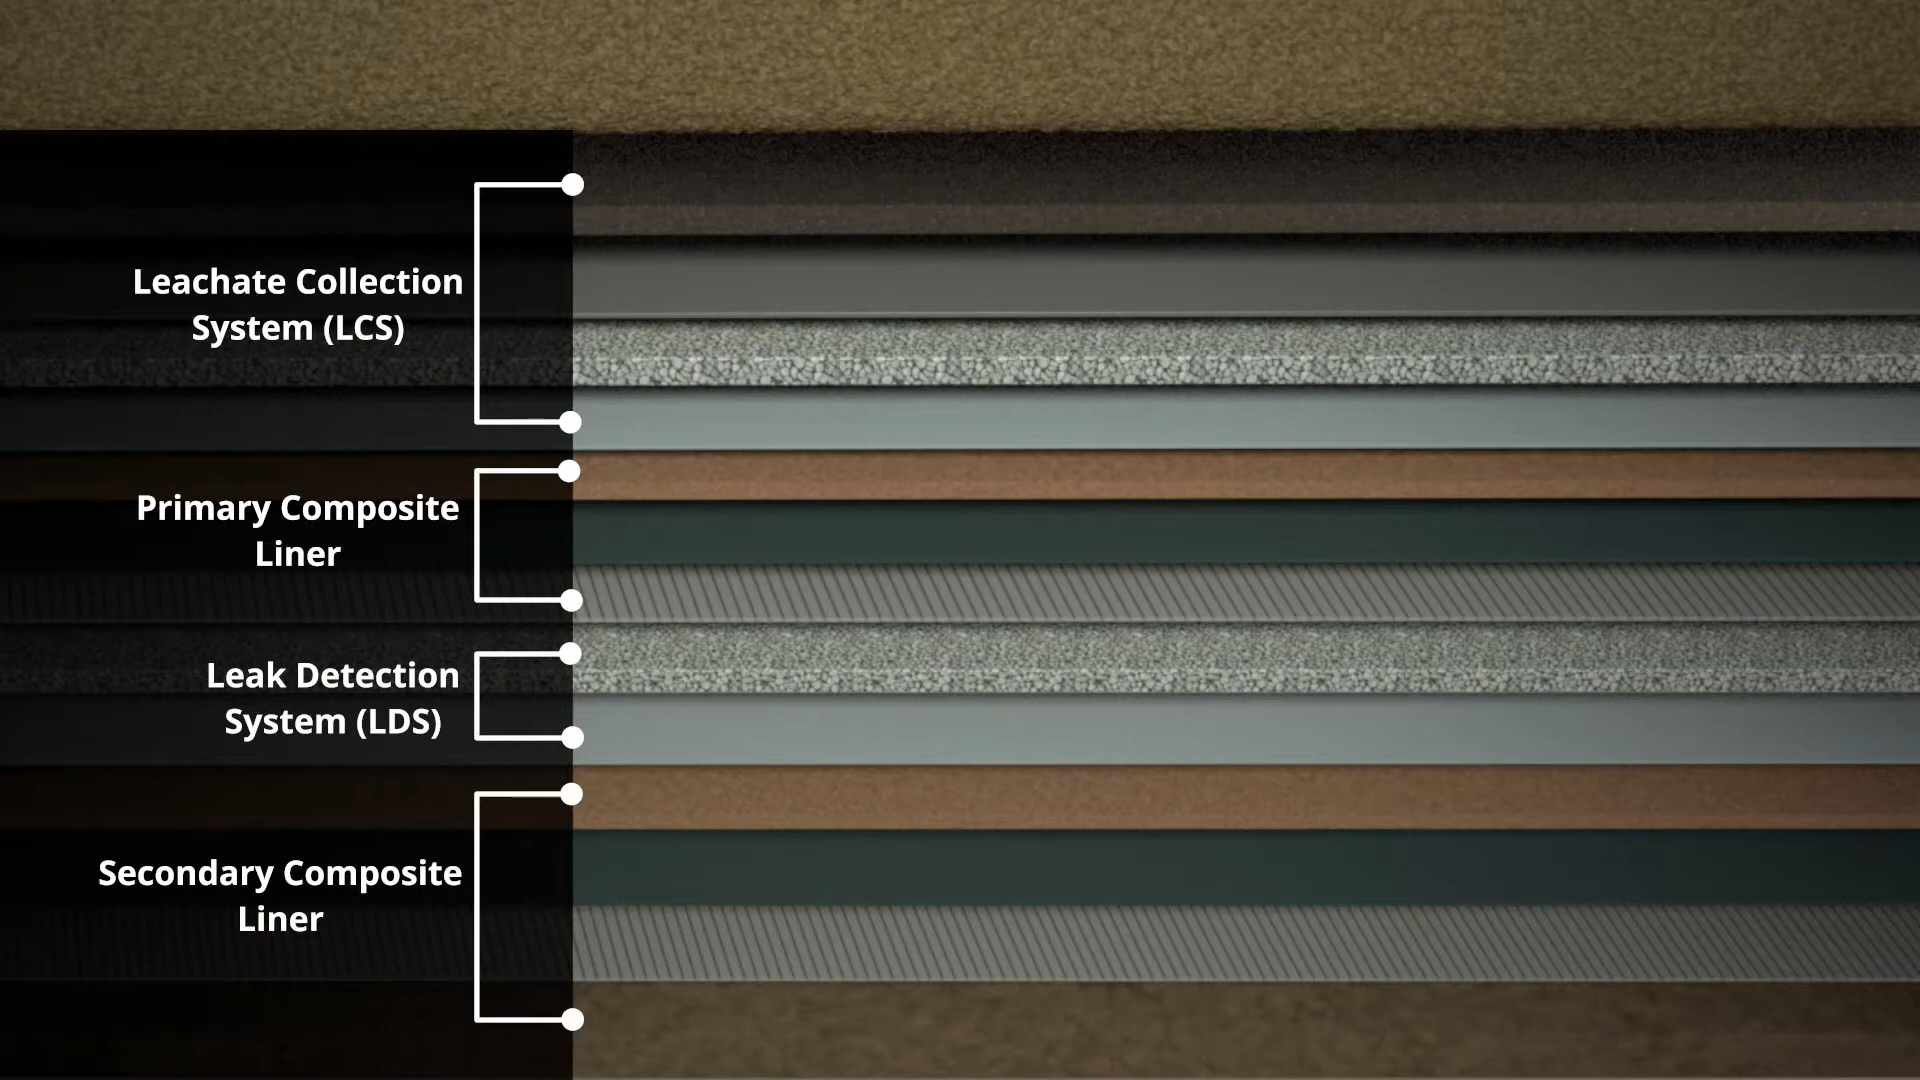 Leachate Collection
System (LCS)
Primary Composite
Liner
Leak Detection
System (LDS)
Secondary Composite
Liner